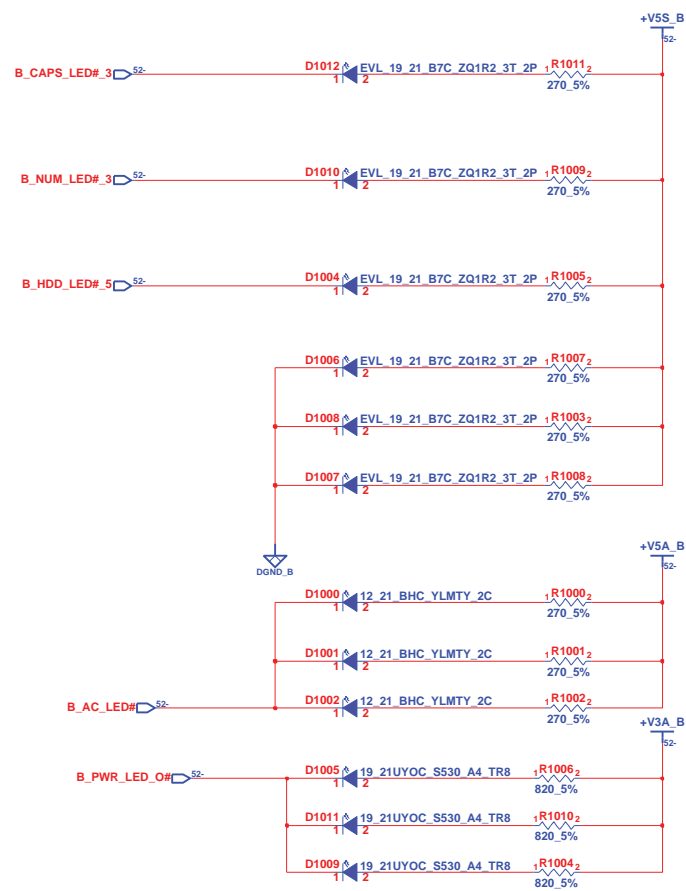 +V5S_B
52-
B_CAPS_LED#_3 52- D1012 EVL_19_21_B7C_ZQ1R2_3T_2P 1 R1011 2
1 2 270_5%
B_NUM_LED#_3 52- D1010 EVL_19_21_B7C_ZQ1R2_3T_2P 1 R1009 2
1 2 270_5%
B_HDD_LED#_5 52- D1004 EVL_19_21_B7C_ZQ1R2_3T_2P 1 R1005 2
1 2 270_5%
D1006 EVL_19_21_B7C_ZQ1R2_3T_2P 1 R1007 2
1 2 270_5%
D1008 EVL_19_21_B7C_ZQ1R2_3T_2P 1 R1003 2
1 2 270_5%
D1007 EVL_19_21_B7C_ZQ1R2_3T_2P 1 R1008 2
1 2 270_5%
DGND_B
+V5A_B
52-
D1000 12_21_BHC_YLMTY_2C 1 R1000 2
1 2 270_5%
D1001 12_21_BHC_YLMTY_2C 1 R1001 2
1 2 270_5%
B_AC_LED# 52- D1002 12_21_BHC_YLMTY_2C 1 R1002 2
1 2 270_5%
+V3A_B
52-
B_PWR_LED_O# 52- D1005 19_21UYOC_S530_A4_TR8 1 R1006 2
1 2 820_5%
D1011 19_21UYOC_S530_A4_TR8 1 R1010 2
1 2 820_5%
D1009 19_21UYOC_S530_A4_TR8 1 R1004 2
1 2 820_5%